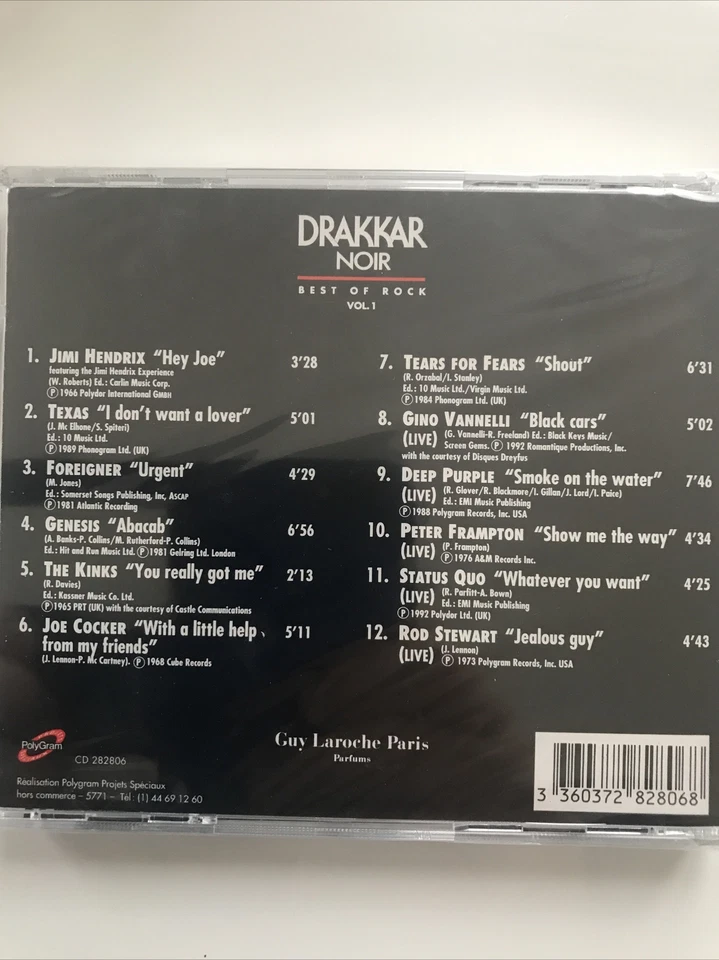 DRAKKAR
NOIR
BEST OF ROCK
VOL.1
1. JIMI HENDRIX "Hey Joe" 3'28
featuring the Jimi Hendrix Experience
(W. Roberts) Ed.: Carlin Music Corp.
Ⓟ 1966 Polydor International GMBH
2. TEXAS "I don't want a lover" 5'01
(J. Mc Elhone/S. Spiteri)
Ed.: 10 Music Ltd.
Ⓟ 1989 Phonogram Ltd. (UK)
3. FOREIGNER "Urgent" 4'29
(M. Jones)
Ed.: Somerset Songs Publishing, Inc, ASCAP
Ⓟ 1981 Atlantic Recording
4. GENESIS "Abacab" 6'56
(A. Banks-P. Collins/M. Rutherford-P. Collins)
Ed.: Hit and Run Music Ltd. Ⓟ 1981 Gelring Ltd. London
5. THE KINKS "You really got me" 2'13
(R. Davies)
Ed.: Kassner Music Co. Ltd.
Ⓟ 1965 PRT (UK) with the courtesy of Castle Communications
6. JOE COCKER "With a little help 5'11
from my friends"
(J. Lennon-P. Mc Cartney). Ⓟ 1968 Cube Records
7. TEARS FOR FEARS "Shout" 6'31
(R. Orzabal/I. Stanley)
Ed.: 10 Music Ltd./Virgin Music Ltd.
Ⓟ 1984 Phonogram Ltd. (UK)
8. GINO VANNELLI "Black cars" 5'02
(LIVE) (G. Vannelli-R. Freeland) Ed.: Black Keys Music/
Screen Gems. Ⓟ 1992 Romantique Productions, Inc.
with the courtesy of Disques Dreyfus
9. DEEP PURPLE "Smoke on the water" 7'46
(LIVE) (R. Glover/R. Blackmore/I. Gillan/J. Lord/I. Paice)
Ed.: EMI Music Publishing
Ⓟ 1988 Polygram Records, Inc. USA
10. PETER FRAMPTON "Show me the way" 4'34
(LIVE) (P. Frampton)
Ⓟ 1976 A&M Records Inc.
11. STATUS QUO "Whatever you want" 4'25
(LIVE) (R. Parfitt-A. Bown)
Ed.: EMI Music Publishing
Ⓟ 1992 Polydor Ltd. (UK)
12. ROD STEWART "Jealous guy" 4'43
(LIVE) (J. Lennon)
Ⓟ 1973 Polygram Records, Inc. USA
PolyGram
CD 282806
Réalisation Polygram Projets Spéciaux
hors commerce – 5771 – Tél : (1) 44 69 12 60
Guy Laroche Paris
Parfums
3 360372 828068